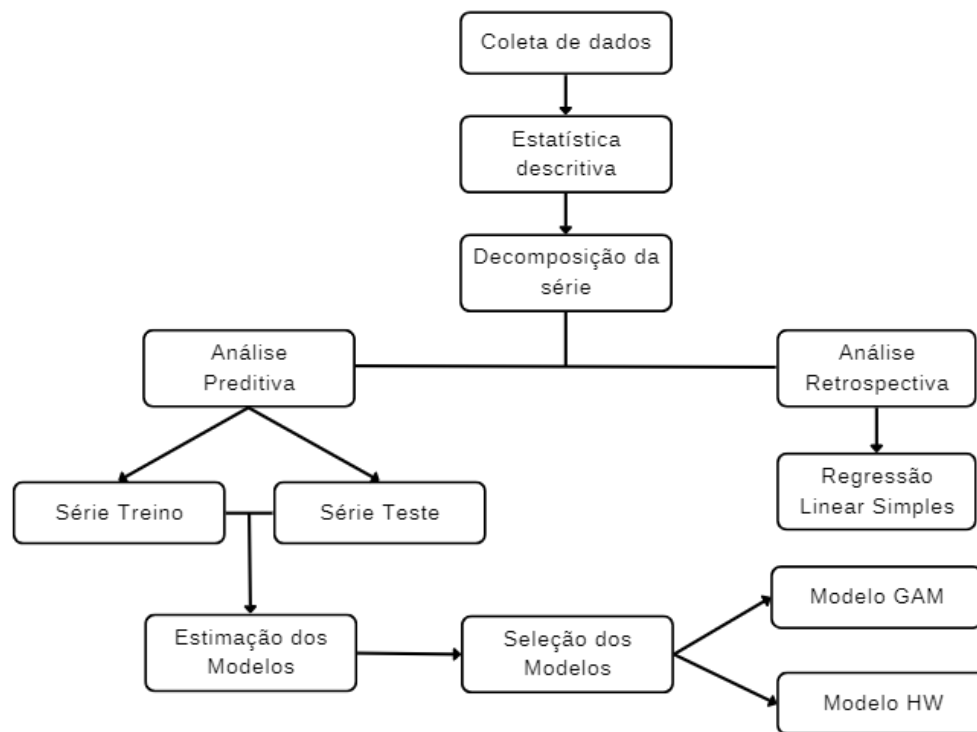 Coleta de dados
Estatística
descritiva
Decomposição da
série
Análise
Preditiva
Análise
Retrospectiva
Série Treino
Série Teste
Regressão
Linear Simples
Estimação dos
Modelos
Seleção dos
Modelos
Modelo GAM
Modelo HW